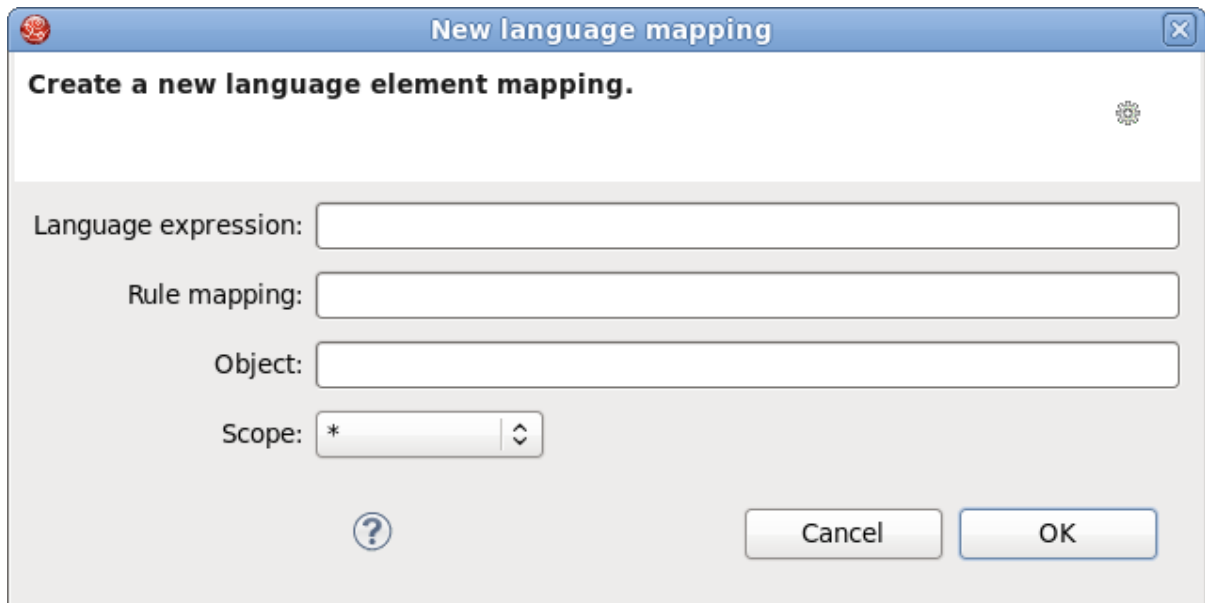 New language mapping
Create a new language element mapping.
Language expression:
Rule mapping:
Object:
Scope: *
?
Cancel OK